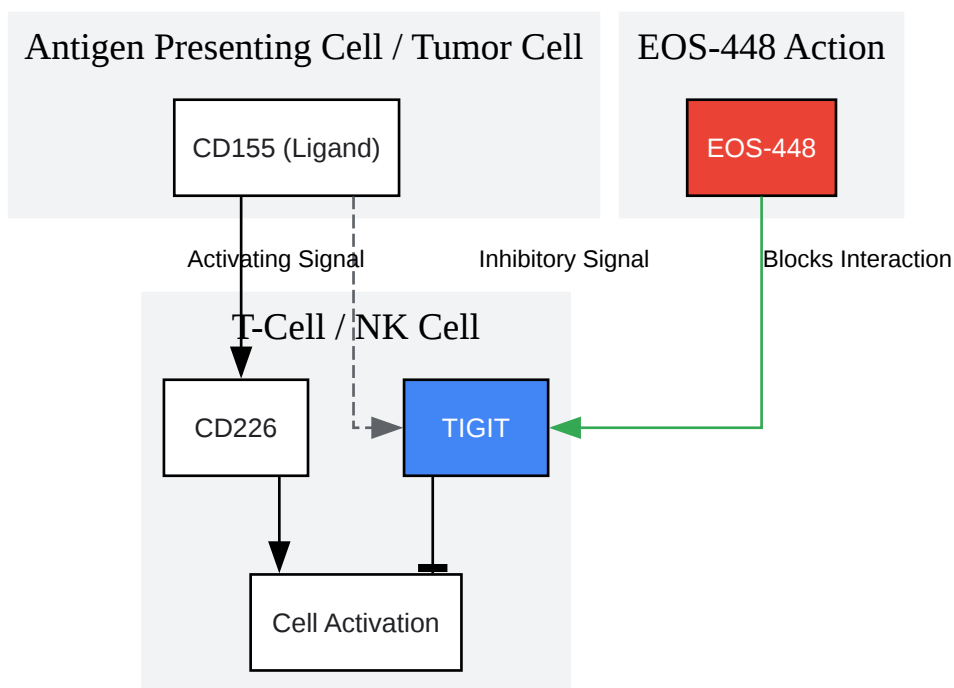 Antigen Presenting Cell / Tumor Cell
EOS-448 Action
CD155 (Ligand)
EOS-448
Activating Signal
Inhibitory Signal
Blocks Interaction
T-Cell / NK Cell
CD226
TIGIT
Cell Activation